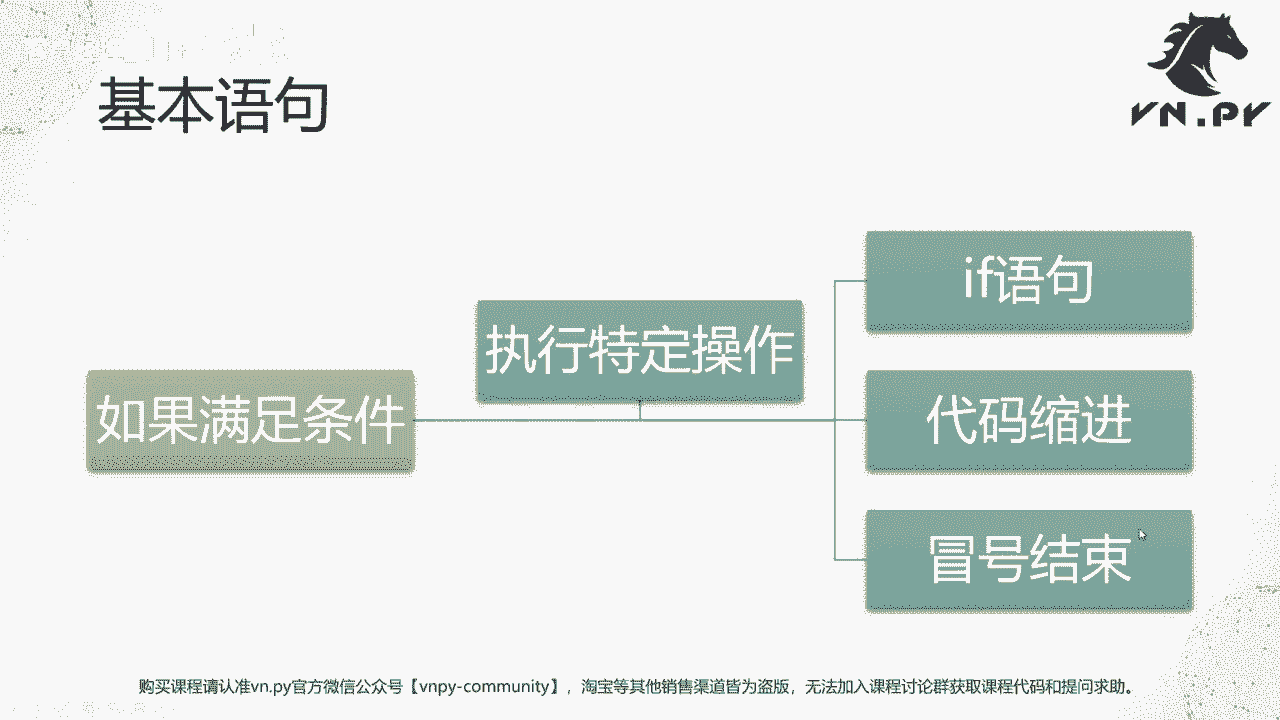 基本语句
VN.PY
if语句
执行特定操作
如果满足条件
代码缩进
冒号结束
购买课程请认准vn.py官方微信公众号【vnpy-community】，淘宝等其他销售渠道皆为盗版，无法加入课程讨论群获取课程代码和提问求助。